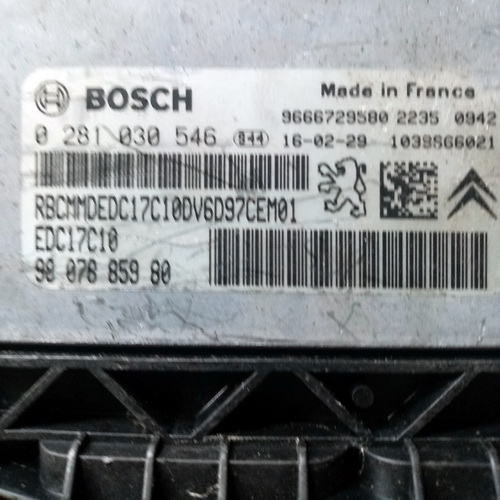 BOSCH
Made in France
9666729580 2235 0942
0 281 030 546
16-02-29 1039S66021
RBCMMDEDC17C10DV6D97CEM01
EDC17C10
98 078 859 80